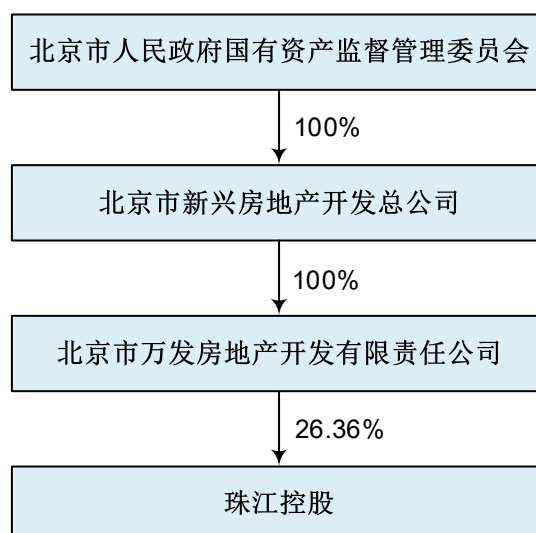 北京市人民政府国有资产监督管理委员会
100%
北京市新兴房地产开发总公司
100%
北京市万发房地产开发有限责任公司
26.36%
珠江控股